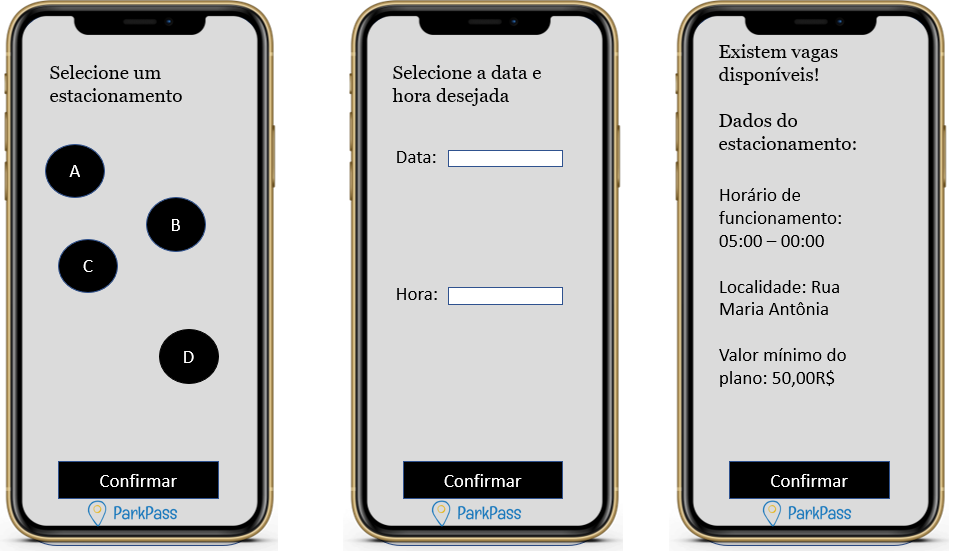 Selecione um
estacionamento
A
B
C
D
Confirmar
ParkPass
Selecione a data e
hora desejada
Data:
Hora:
Confirmar
ParkPass
Existem vagas
disponíveis!
Dados do
estacionamento:
Horário de
funcionamento:
05:00 – 00:00
Localidade: Rua
Maria Antônia
Valor mínimo do
plano: 50,00R$
Confirmar
ParkPass